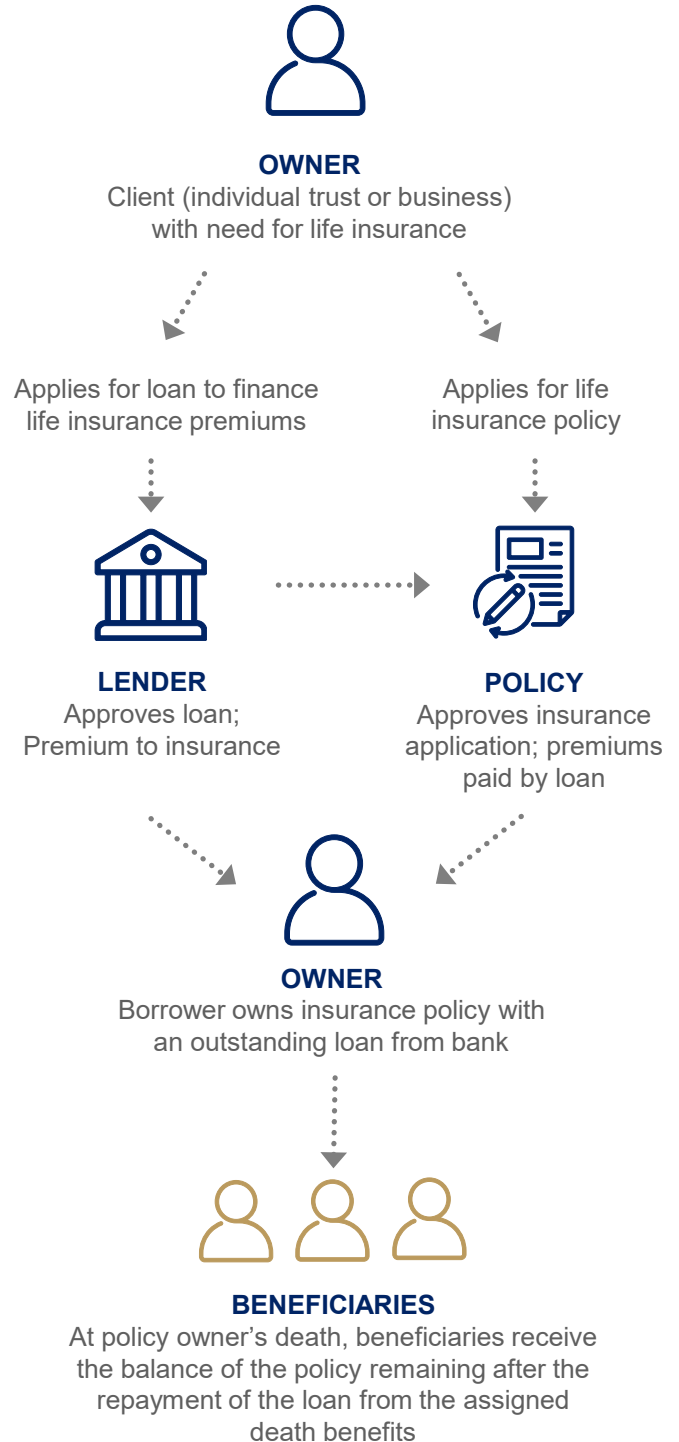 OWNER
Client (individual trust or business)
with need for life insurance
Applies for loan to finance
life insurance premiums
Applies for life
insurance policy
LENDER
Approves loan;
Premium to insurance
POLICY
Approves insurance
application; premiums
paid by loan
OWNER
Borrower owns insurance policy with
an outstanding loan from bank
BENEFICIARIES
At policy owner’s death, beneficiaries receive
the balance of the policy remaining after the
repayment of the loan from the assigned
death benefits